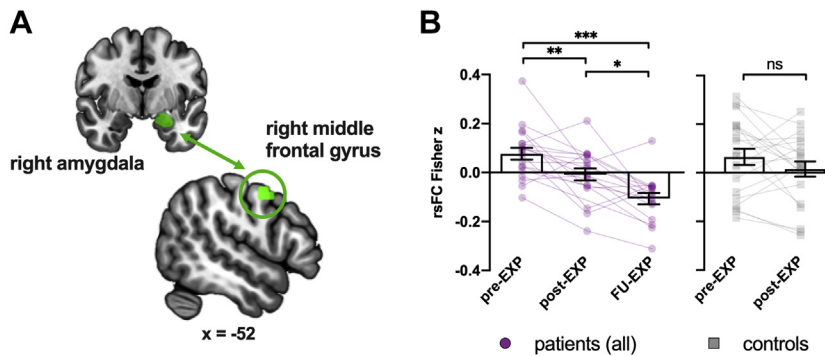 A
right amygdala
right middle
frontal gyrus
x = -52
B
***
**
*
ns
rsFC Fisher z
0.4
0.2
0.0
-0.2
-0.4
pre-EXP
post-EXP
FU-EXP
pre-EXP
post-EXP
patients (all)
controls